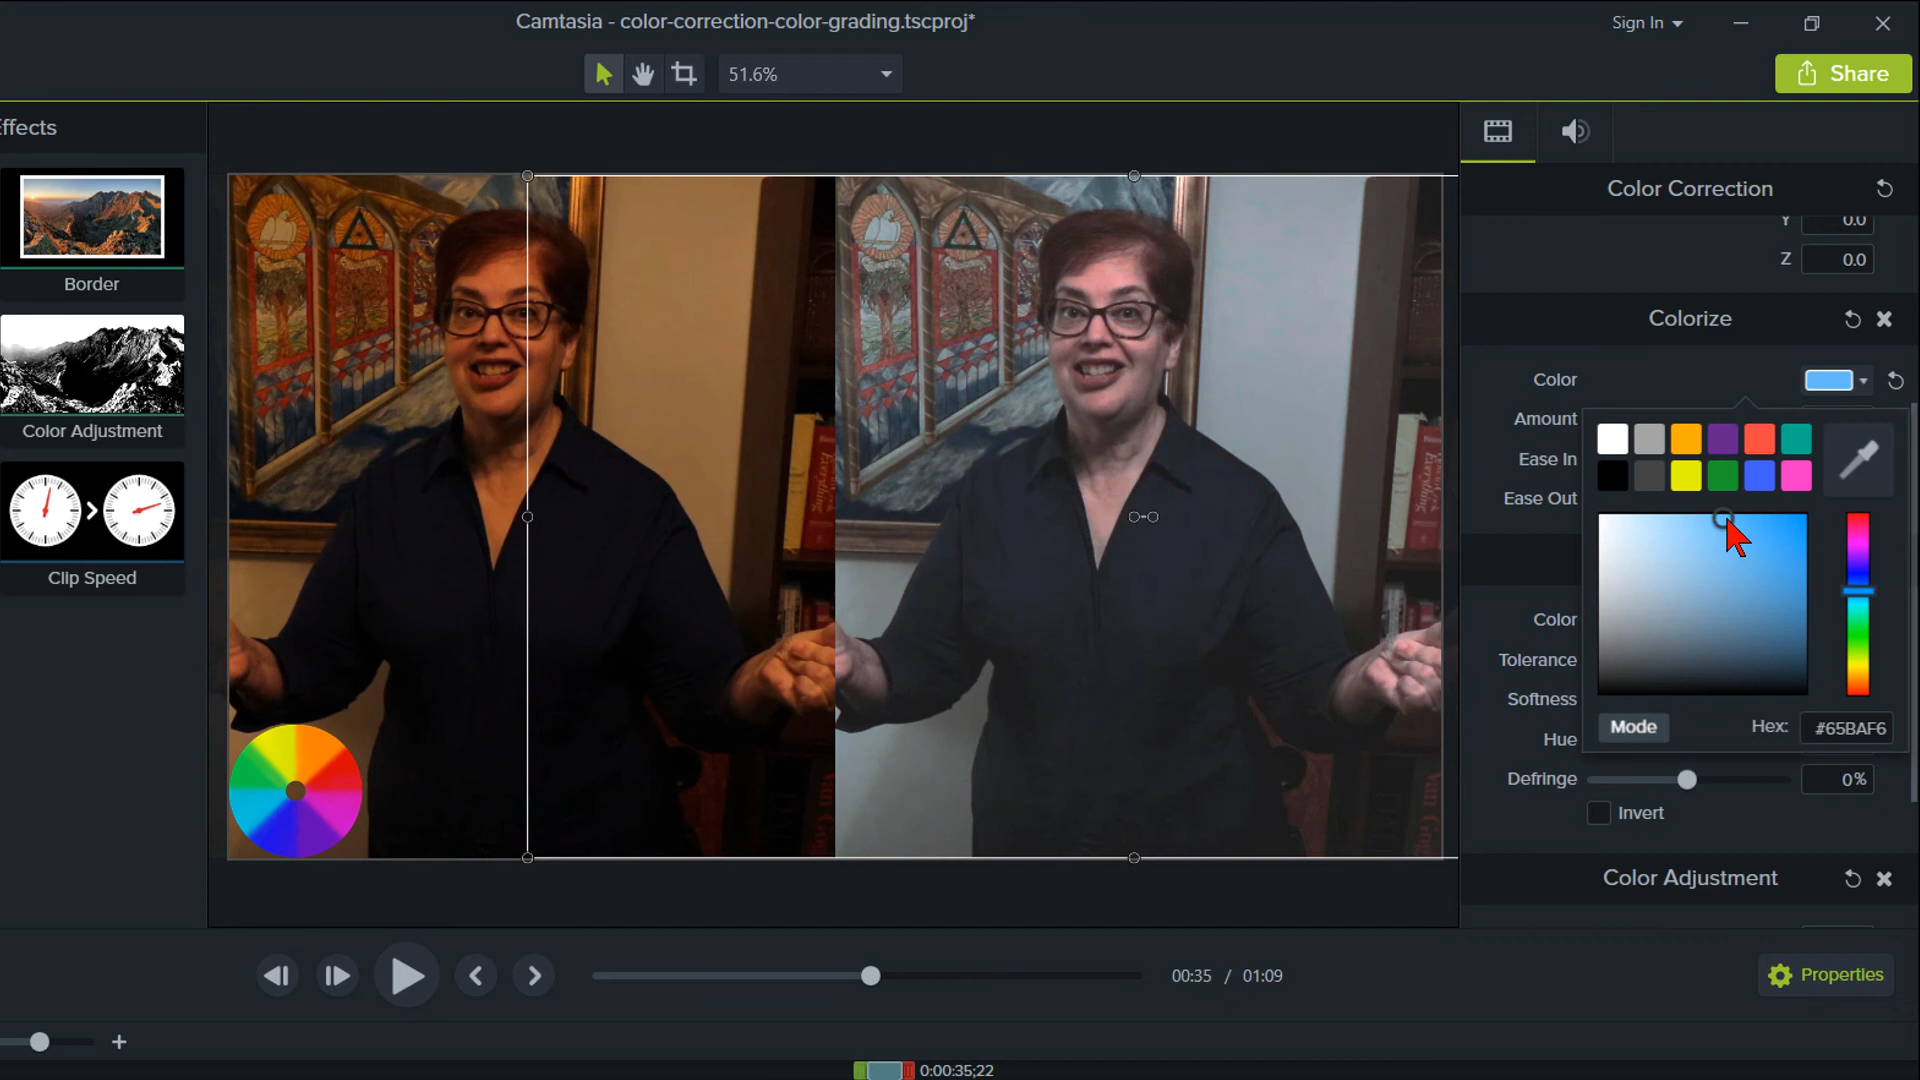 Camtasia - color-correction-color-grading.tscproj*
Sign In
51.6%
Share
ffects
Border
Color Adjustment
Clip Speed
Color Correction
Y 0.0
Z 0.0
Colorize
Color
Amount
Ease In
Ease Out
Mode
Hex: #65BAF6
Color
Tolerance
Softness
Hue
Defringe 0%
Invert
Color Adjustment
00:35 / 01:09
Properties
0:00:35;22